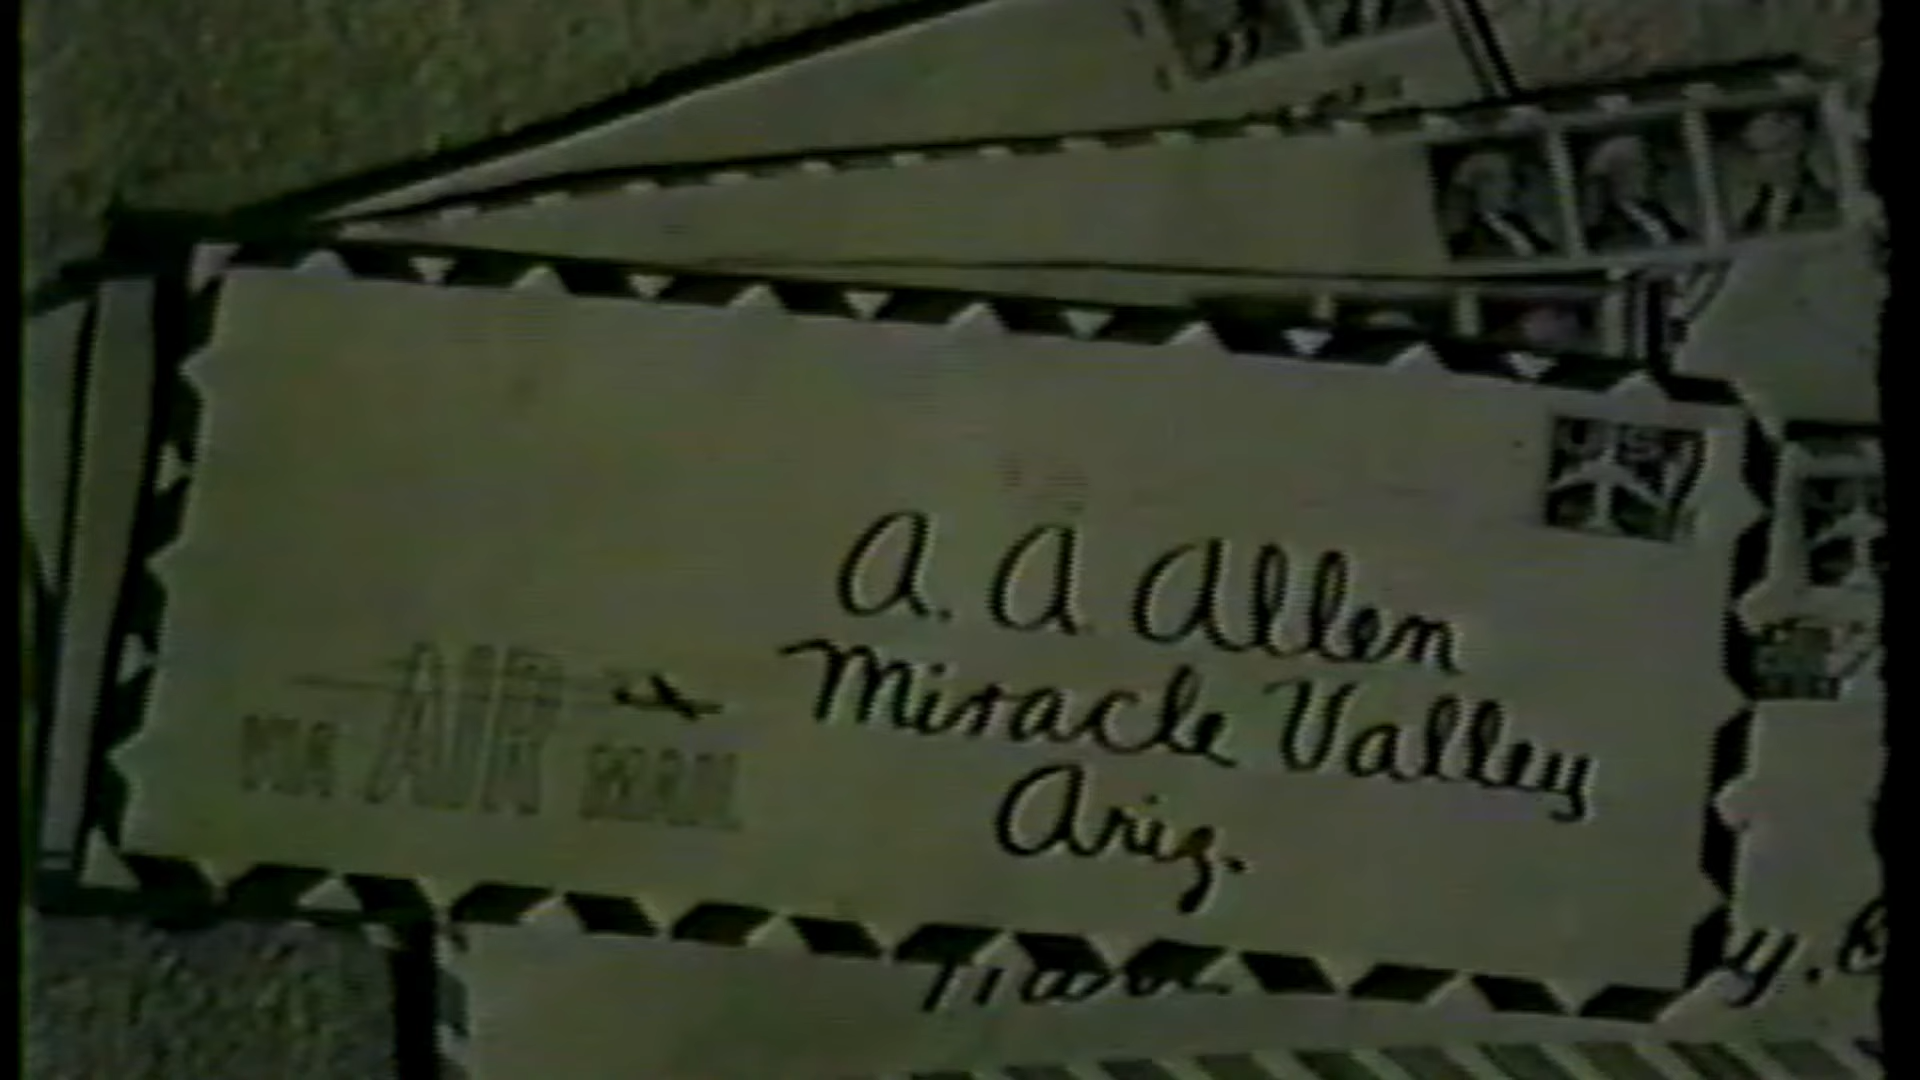 A. A. Allen
Miracle Valley
Ariz.
VIA AIR MAIL